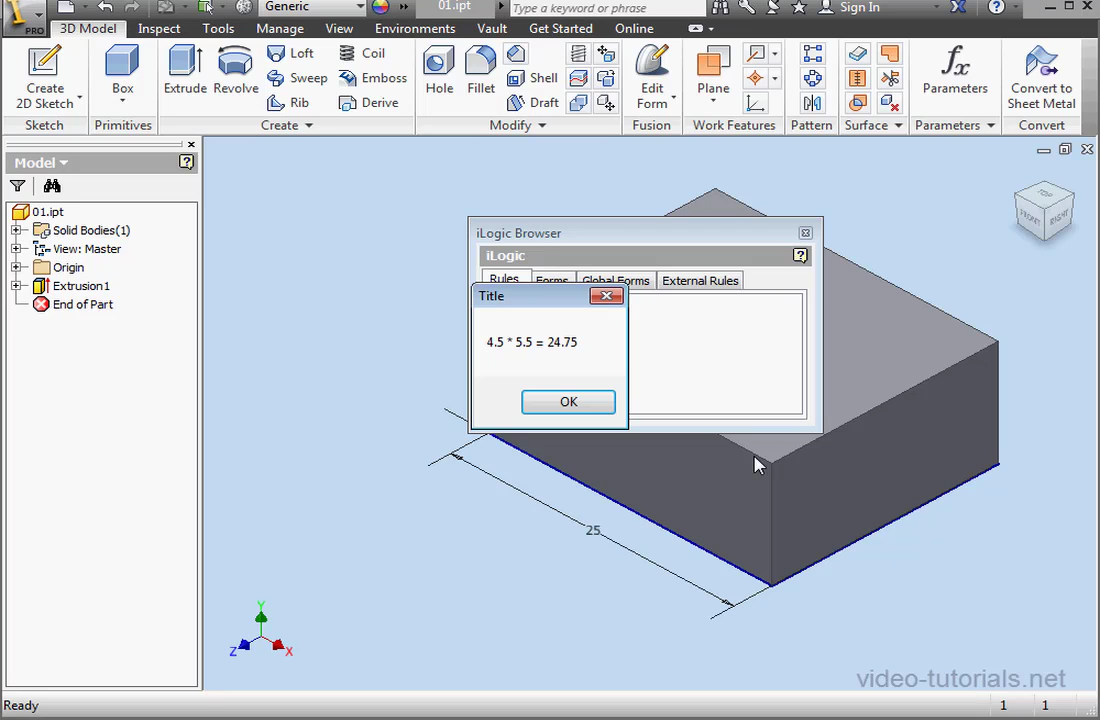 Generic
01.ipt
Type a keyword or phrase
Sign In
PRO
3D Model Inspect Tools Manage View Environments Vault Get Started Online
Create 2D Sketch
Box
Extrude
Revolve
Loft
Sweep
Rib
Coil
Emboss
Derive
Hole
Fillet
Shell
Draft
Edit Form
Plane
Parameters
Convert to Sheet Metal
Sketch Primitives Create Modify Fusion Work Features Pattern Surface Parameters Convert
Model
01.ipt
Solid Bodies(1)
View: Master
Origin
Extrusion1
End of Part
TOP
FRONT
RIGHT
iLogic Browser
iLogic
Rules Forms Global Forms External Rules
Title
4.5 * 5.5 = 24.75
OK
25
Y
Z
X
video-tutorials.net
Ready
1 1